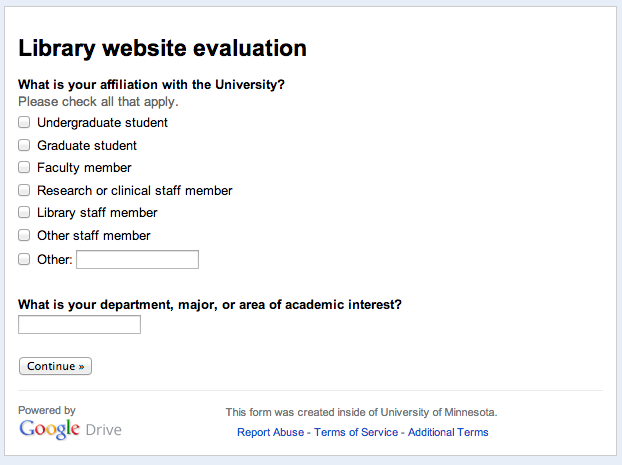 Library website evaluation
What is your affiliation with the University?
Please check all that apply.
Undergraduate student
Graduate student
Faculty member
Research or clinical staff member
Library staff member
Other staff member
Other:
What is your department, major, or area of academic interest?
Continue »
Powered by
Google Drive
This form was created inside of University of Minnesota.
Report Abuse - Terms of Service - Additional Terms